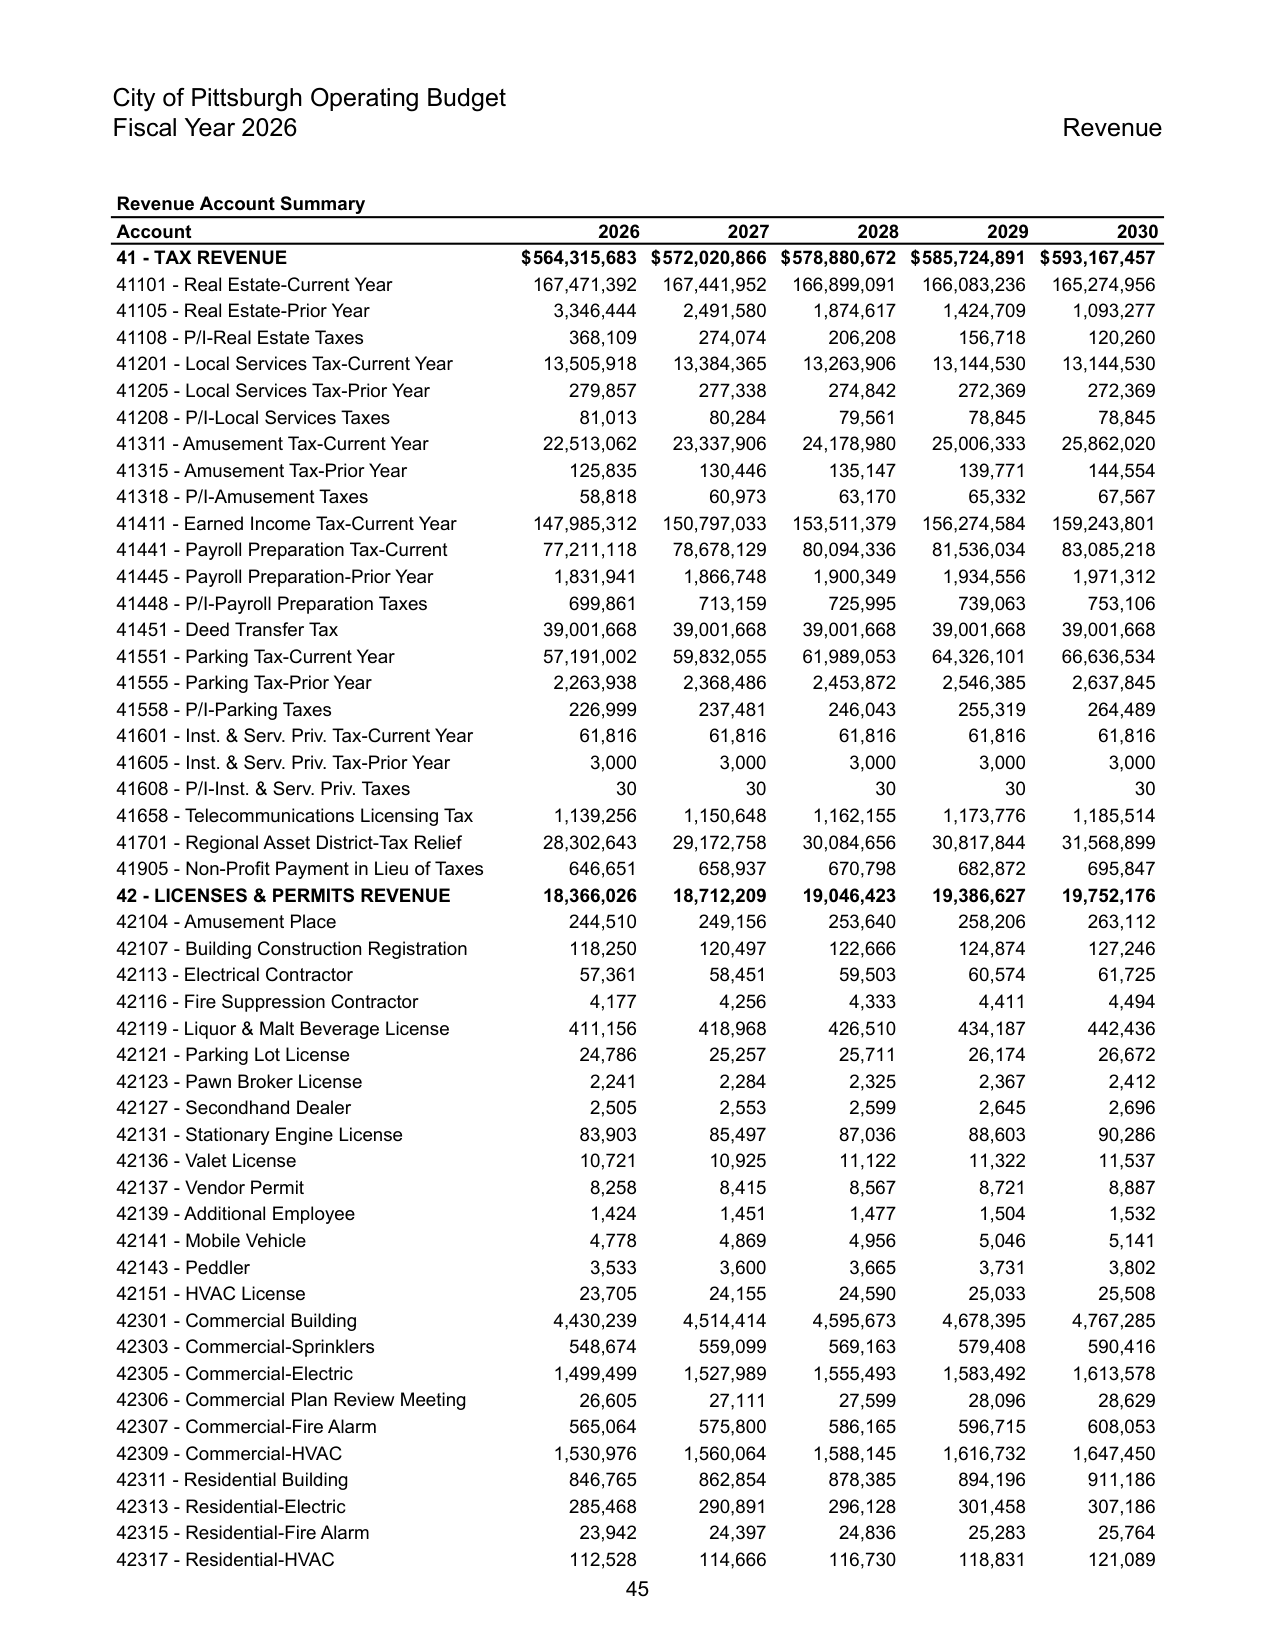 City of Pittsburgh Operating Budget
Fiscal Year 2026 Revenue
Revenue Account Summary
Account 2026 2027 2028 2029 2030
41 - TAX REVENUE $564,315,683 $572,020,866 $578,880,672 $585,724,891 $593,167,457
41101 - Real Estate-Current Year 167,471,392 167,441,952 166,899,091 166,083,236 165,274,956
41105 - Real Estate-Prior Year 3,346,444 2,491,580 1,874,617 1,424,709 1,093,277
41108 - P/I-Real Estate Taxes 368,109 274,074 206,208 156,718 120,260
41201 - Local Services Tax-Current Year 13,505,918 13,384,365 13,263,906 13,144,530 13,144,530
41205 - Local Services Tax-Prior Year 279,857 277,338 274,842 272,369 272,369
41208 - P/I-Local Services Taxes 81,013 80,284 79,561 78,845 78,845
41311 - Amusement Tax-Current Year 22,513,062 23,337,906 24,178,980 25,006,333 25,862,020
41315 - Amusement Tax-Prior Year 125,835 130,446 135,147 139,771 144,554
41318 - P/I-Amusement Taxes 58,818 60,973 63,170 65,332 67,567
41411 - Earned Income Tax-Current Year 147,985,312 150,797,033 153,511,379 156,274,584 159,243,801
41441 - Payroll Preparation Tax-Current 77,211,118 78,678,129 80,094,336 81,536,034 83,085,218
41445 - Payroll Preparation-Prior Year 1,831,941 1,866,748 1,900,349 1,934,556 1,971,312
41448 - P/I-Payroll Preparation Taxes 699,861 713,159 725,995 739,063 753,106
41451 - Deed Transfer Tax 39,001,668 39,001,668 39,001,668 39,001,668 39,001,668
41551 - Parking Tax-Current Year 57,191,002 59,832,055 61,989,053 64,326,101 66,636,534
41555 - Parking Tax-Prior Year 2,263,938 2,368,486 2,453,872 2,546,385 2,637,845
41558 - P/I-Parking Taxes 226,999 237,481 246,043 255,319 264,489
41601 - Inst. & Serv. Priv. Tax-Current Year 61,816 61,816 61,816 61,816 61,816
41605 - Inst. & Serv. Priv. Tax-Prior Year 3,000 3,000 3,000 3,000 3,000
41608 - P/I-Inst. & Serv. Priv. Taxes 30 30 30 30 30
41658 - Telecommunications Licensing Tax 1,139,256 1,150,648 1,162,155 1,173,776 1,185,514
41701 - Regional Asset District-Tax Relief 28,302,643 29,172,758 30,084,656 30,817,844 31,568,899
41905 - Non-Profit Payment in Lieu of Taxes 646,651 658,937 670,798 682,872 695,847
42 - LICENSES & PERMITS REVENUE 18,366,026 18,712,209 19,046,423 19,386,627 19,752,176
42104 - Amusement Place 244,510 249,156 253,640 258,206 263,112
42107 - Building Construction Registration 118,250 120,497 122,666 124,874 127,246
42113 - Electrical Contractor 57,361 58,451 59,503 60,574 61,725
42116 - Fire Suppression Contractor 4,177 4,256 4,333 4,411 4,494
42119 - Liquor & Malt Beverage License 411,156 418,968 426,510 434,187 442,436
42121 - Parking Lot License 24,786 25,257 25,711 26,174 26,672
42123 - Pawn Broker License 2,241 2,284 2,325 2,367 2,412
42127 - Secondhand Dealer 2,505 2,553 2,599 2,645 2,696
42131 - Stationary Engine License 83,903 85,497 87,036 88,603 90,286
42136 - Valet License 10,721 10,925 11,122 11,322 11,537
42137 - Vendor Permit 8,258 8,415 8,567 8,721 8,887
42139 - Additional Employee 1,424 1,451 1,477 1,504 1,532
42141 - Mobile Vehicle 4,778 4,869 4,956 5,046 5,141
42143 - Peddler 3,533 3,600 3,665 3,731 3,802
42151 - HVAC License 23,705 24,155 24,590 25,033 25,508
42301 - Commercial Building 4,430,239 4,514,414 4,595,673 4,678,395 4,767,285
42303 - Commercial-Sprinklers 548,674 559,099 569,163 579,408 590,416
42305 - Commercial-Electric 1,499,499 1,527,989 1,555,493 1,583,492 1,613,578
42306 - Commercial Plan Review Meeting 26,605 27,111 27,599 28,096 28,629
42307 - Commercial-Fire Alarm 565,064 575,800 586,165 596,715 608,053
42309 - Commercial-HVAC 1,530,976 1,560,064 1,588,145 1,616,732 1,647,450
42311 - Residential Building 846,765 862,854 878,385 894,196 911,186
42313 - Residential-Electric 285,468 290,891 296,128 301,458 307,186
42315 - Residential-Fire Alarm 23,942 24,397 24,836 25,283 25,764
42317 - Residential-HVAC 112,528 114,666 116,730 118,831 121,089
45